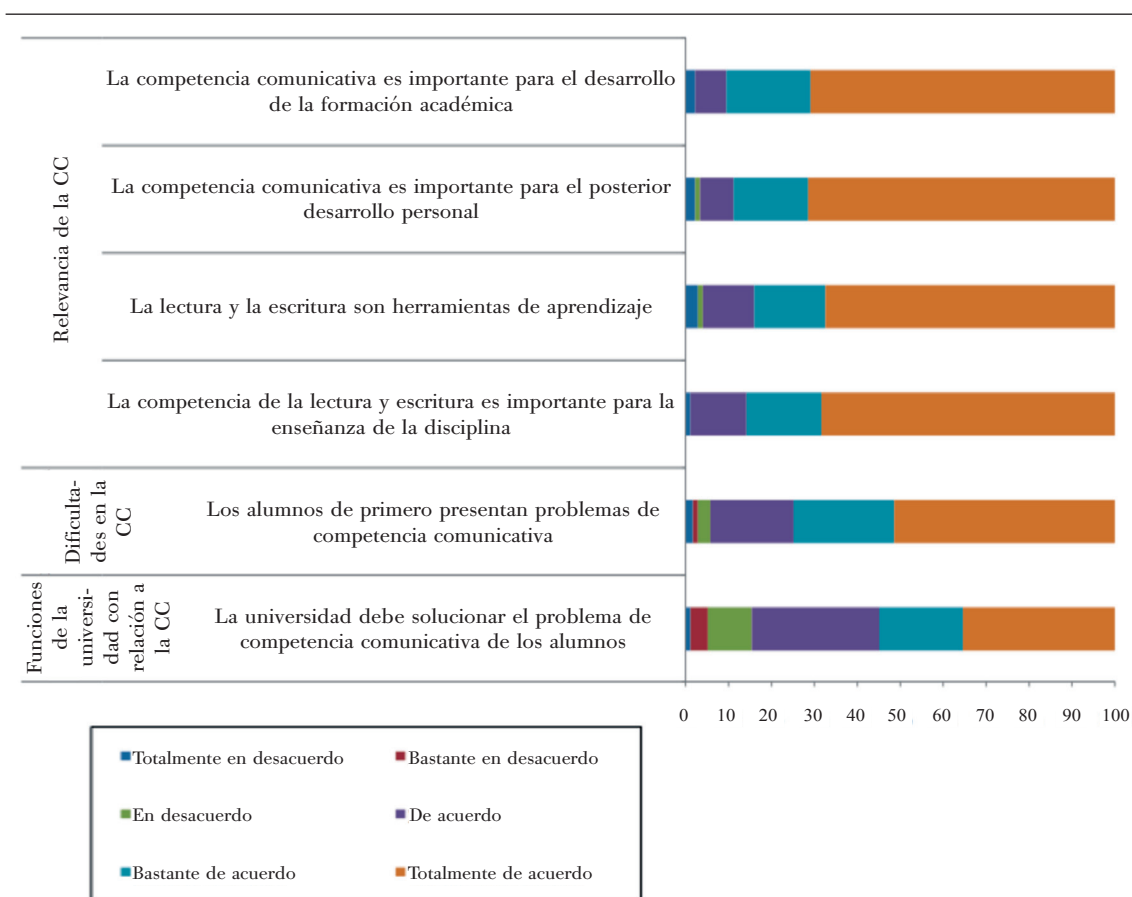 Relevancia de la CC
La competencia comunicativa es importante para el desarrollo
de la formación académica
La competencia comunicativa es importante para el posterior
desarrollo personal
La lectura y la escritura son herramientas de aprendizaje
La competencia de la lectura y escritura es importante para la
enseñanza de la disciplina
Dificulta-
des en la
CC
Los alumnos de primero presentan problemas de
competencia comunicativa
Funciones
de la
universi-
dad con
relación a
la CC
La universidad debe solucionar el problema de
competencia comunicativa de los alumnos
0 10 20 30 40 50 60 70 80 90 100
Totalmente en desacuerdo Bastante en desacuerdo
En desacuerdo De acuerdo
Bastante de acuerdo Totalmente de acuerdo